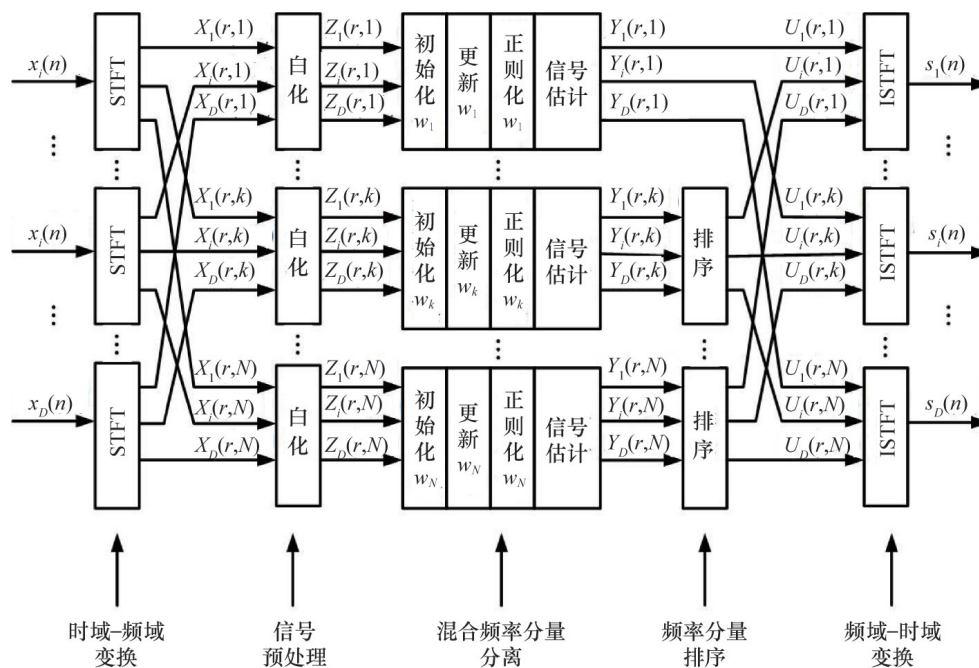 x_i(n)
STFT
X_1(r,1)
X_i(r,1)
X_D(r,1)
白化
Z_1(r,1)
Z_i(r,1)
Z_D(r,1)
初始化 w_1
更新 w_1
正则化 w_1
信号估计
Y_1(r,1)
Y_i(r,1)
Y_D(r,1)
U_1(r,1)
U_i(r,1)
U_D(r,1)
ISTFT
s_1(n)
⋮ ⋮ ⋮ ⋮ ⋮ ⋮
x_i(n)
STFT
X_1(r,k)
X_i(r,k)
X_D(r,k)
白化
Z_1(r,k)
Z_i(r,k)
Z_D(r,k)
初始化 w_k
更新 w_k
正则化 w_k
信号估计
Y_1(r,k)
Y_i(r,k)
Y_D(r,k)
排序
U_1(r,k)
U_i(r,k)
U_D(r,k)
ISTFT
s_i(n)
⋮ ⋮ ⋮ ⋮ ⋮ ⋮ ⋮
x_D(n)
STFT
X_1(r,N)
X_i(r,N)
X_D(r,N)
白化
Z_1(r,N)
Z_i(r,N)
Z_D(r,N)
初始化 w_N
更新 w_N
正则化 w_N
信号估计
Y_1(r,N)
Y_i(r,N)
Y_D(r,N)
排序
U_1(r,N)
U_i(r,N)
U_D(r,N)
ISTFT
s_D(n)
时域–频域
变换
信号
预处理
混合频率分量
分离
频率分量
排序
频域–时域
变换